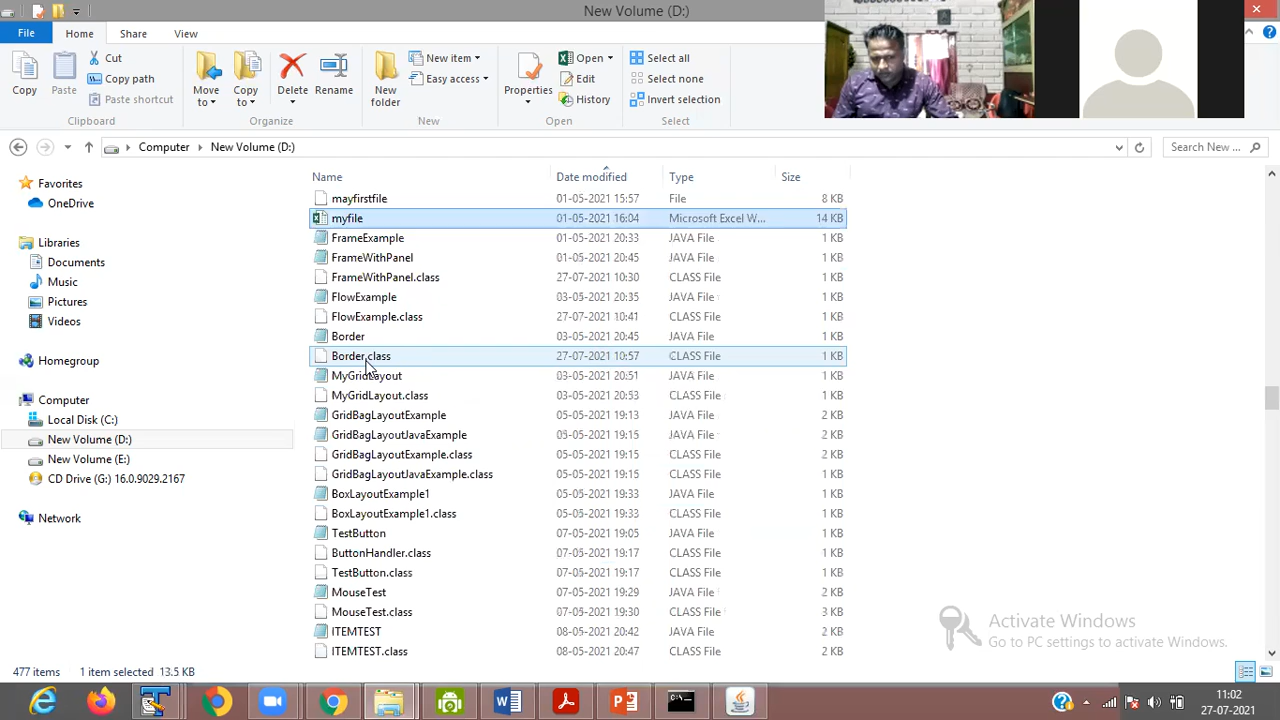 New Volume (D:)
File Home Share View
Copy Paste Cut Copy path Paste shortcut Move to Copy to Delete Rename New folder New item Easy access Properties Open Edit History Select all Select none Invert selection
Clipboard Organize New Open Select
Computer New Volume (D:) Search New ...
Name Date modified Type Size
Favorites
OneDrive
Libraries
Documents
Music
Pictures
Videos
Homegroup
Computer
Local Disk (C:)
New Volume (D:)
New Volume (E:)
CD Drive (G:) 16.0.9029.2167
Network
mayfirstfile 01-05-2021 15:57 File 8 KB
myfile 01-05-2021 16:04 Microsoft Excel W... 14 KB
FrameExample 01-05-2021 20:33 JAVA File 1 KB
FrameWithPanel 01-05-2021 20:45 JAVA File 1 KB
FrameWithPanel.class 27-07-2021 10:30 CLASS File 1 KB
FlowExample 03-05-2021 20:35 JAVA File 1 KB
FlowExample.class 27-07-2021 10:41 CLASS File 1 KB
Border 03-05-2021 20:45 JAVA File 1 KB
Border.class 27-07-2021 10:57 CLASS File 1 KB
MyGridLayout 03-05-2021 20:51 JAVA File 1 KB
MyGridLayout.class 03-05-2021 20:53 CLASS File 1 KB
GridBagLayoutExample 05-05-2021 19:13 JAVA File 2 KB
GridBagLayoutJavaExample 05-05-2021 19:15 JAVA File 2 KB
GridBagLayoutExample.class 05-05-2021 19:15 CLASS File 2 KB
GridBagLayoutJavaExample.class 05-05-2021 19:15 CLASS File 1 KB
BoxLayoutExample1 05-05-2021 19:33 JAVA File 1 KB
BoxLayoutExample1.class 05-05-2021 19:33 CLASS File 1 KB
TestButton 07-05-2021 19:05 JAVA File 1 KB
ButtonHandler.class 07-05-2021 19:17 CLASS File 1 KB
TestButton.class 07-05-2021 19:17 CLASS File 1 KB
MouseTest 07-05-2021 19:29 JAVA File 2 KB
MouseTest.class 07-05-2021 19:30 CLASS File 3 KB
ITEMTEST 08-05-2021 20:42 JAVA File 2 KB
ITEMTEST.class 08-05-2021 20:47 CLASS File 2 KB
Activate Windows
Go to PC settings to activate Windows.
477 items 1 item selected 13.5 KB
11:02
27-07-2021